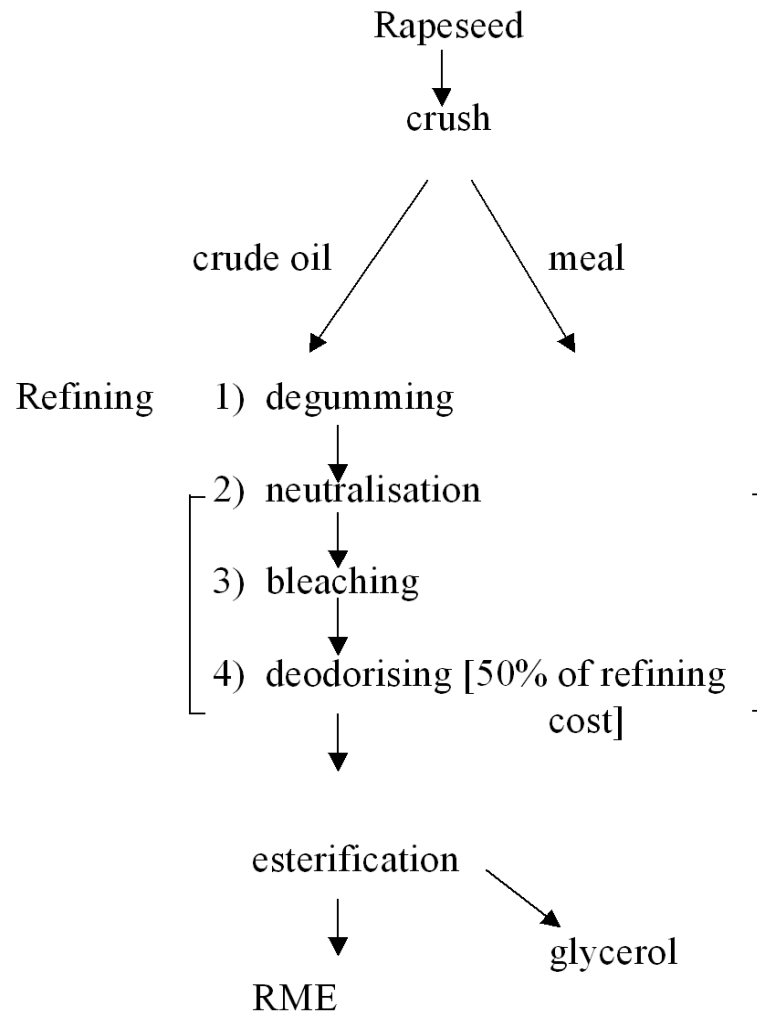 Rapeseed
crush
crude oil
meal
Refining 1) degumming
2) neutralisation
3) bleaching
4) deodorising [50% of refining
cost]
esterification
glycerol
RME